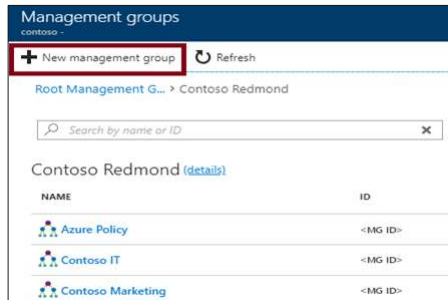 Management groups
contoso -
New management group Refresh
Root Management G... > Contoso Redmond
Search by name or ID
Contoso Redmond (details)
NAME ID
Azure Policy <MG ID>
Contoso IT <MG ID>
Contoso Marketing <MG ID>